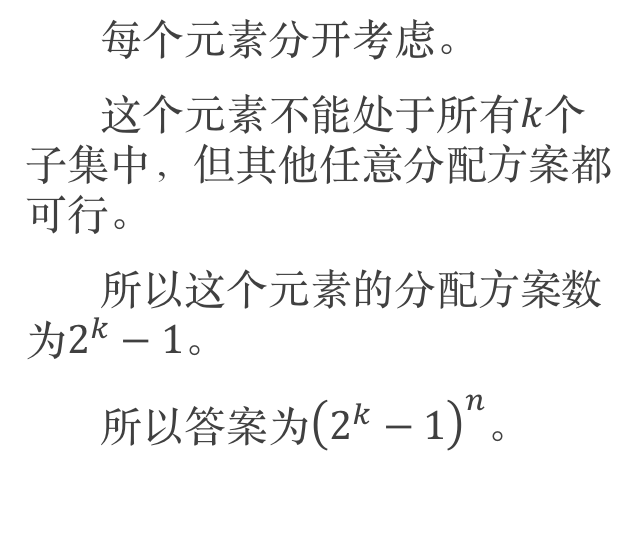 每个元素分开考虑。
这个元素不能处于所有k个
子集中，但其他任意分配方案都
可行。
所以这个元素的分配方案数
为2^k − 1。
所以答案为(2^k − 1)^n。